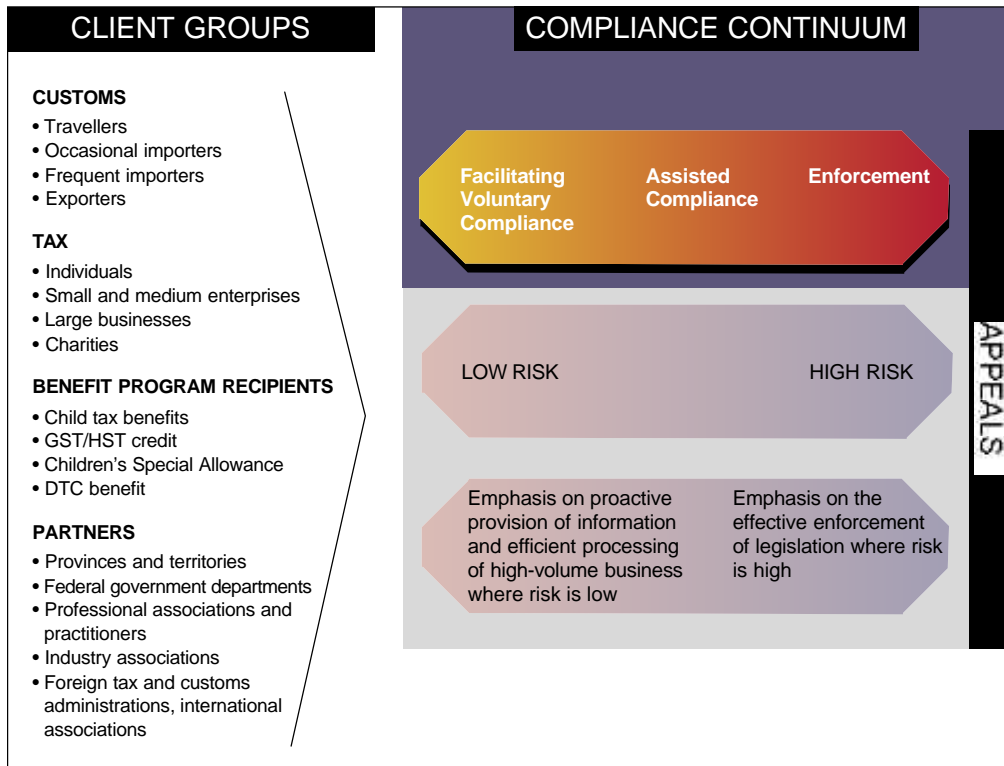 CLIENT GROUPS
CUSTOMS
• Travellers
• Occasional importers
• Frequent importers
• Exporters
TAX
• Individuals
• Small and medium enterprises
• Large businesses
• Charities
BENEFIT PROGRAM RECIPIENTS
• Child tax benefits
• GST/HST credit
• Children's Special Allowance
• DTC benefit
PARTNERS
• Provinces and territories
• Federal government departments
• Professional associations and
practitioners
• Industry associations
• Foreign tax and customs
administrations, international
associations
COMPLIANCE CONTINUUM
Facilitating
Voluntary
Compliance
Assisted
Compliance
Enforcement
LOW RISK
HIGH RISK
Emphasis on proactive
provision of information
and efficient processing
of high-volume business
where risk is low
Emphasis on the
effective enforcement
of legislation where risk
is high
APPEALS